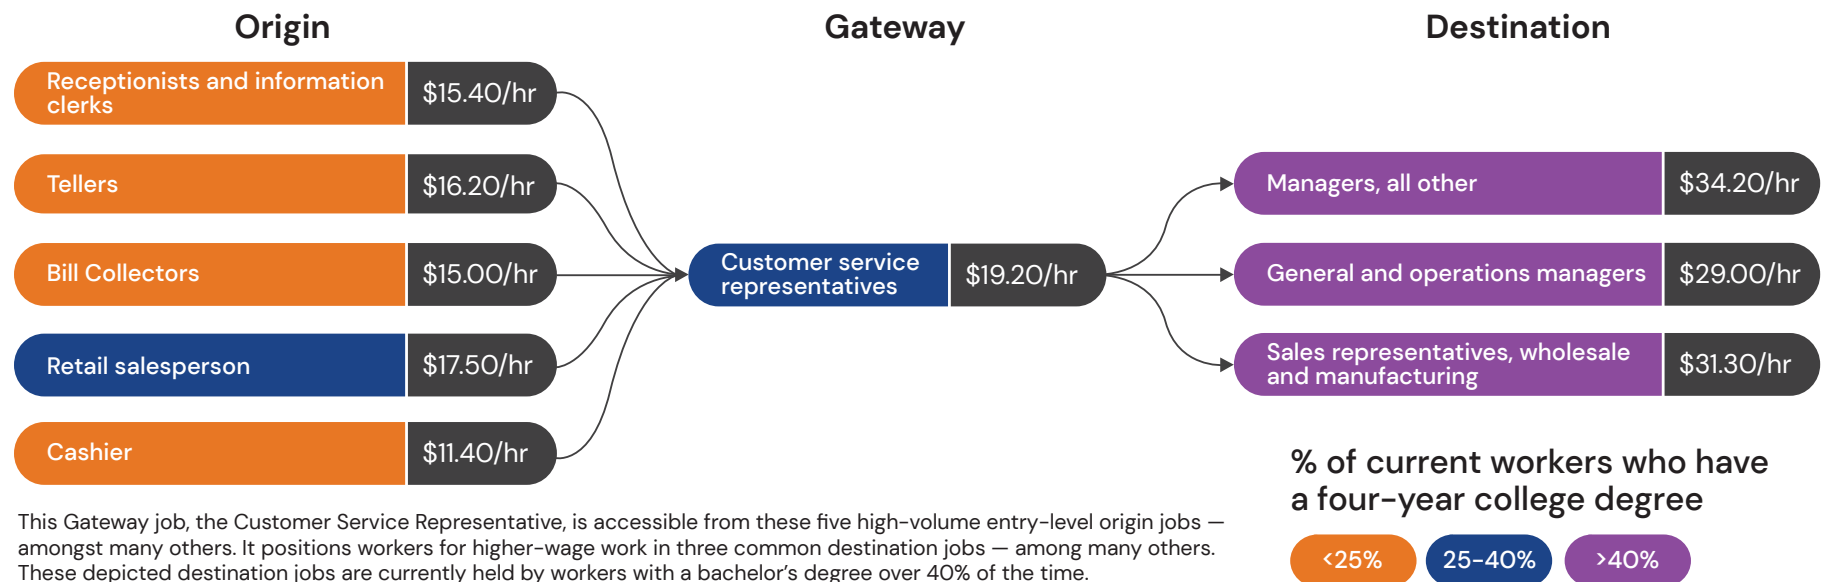 Origin
Gateway
Destination
Receptionists and information
clerks
$15.40/hr
Tellers
$16.20/hr
Bill Collectors
$15.00/hr
Retail salesperson
$17.50/hr
Cashier
$11.40/hr
Customer service
representatives
$19.20/hr
Managers, all other
$34.20/hr
General and operations managers
$29.00/hr
Sales representatives, wholesale
and manufacturing
$31.30/hr
This Gateway job, the Customer Service Representative, is accessible from these five high-volume entry-level origin jobs —
amongst many others. It positions workers for higher-wage work in three common destination jobs — among many others.
These depicted destination jobs are currently held by workers with a bachelor's degree over 40% of the time.
% of current workers who have
a four-year college degree
<25%
25-40%
>40%